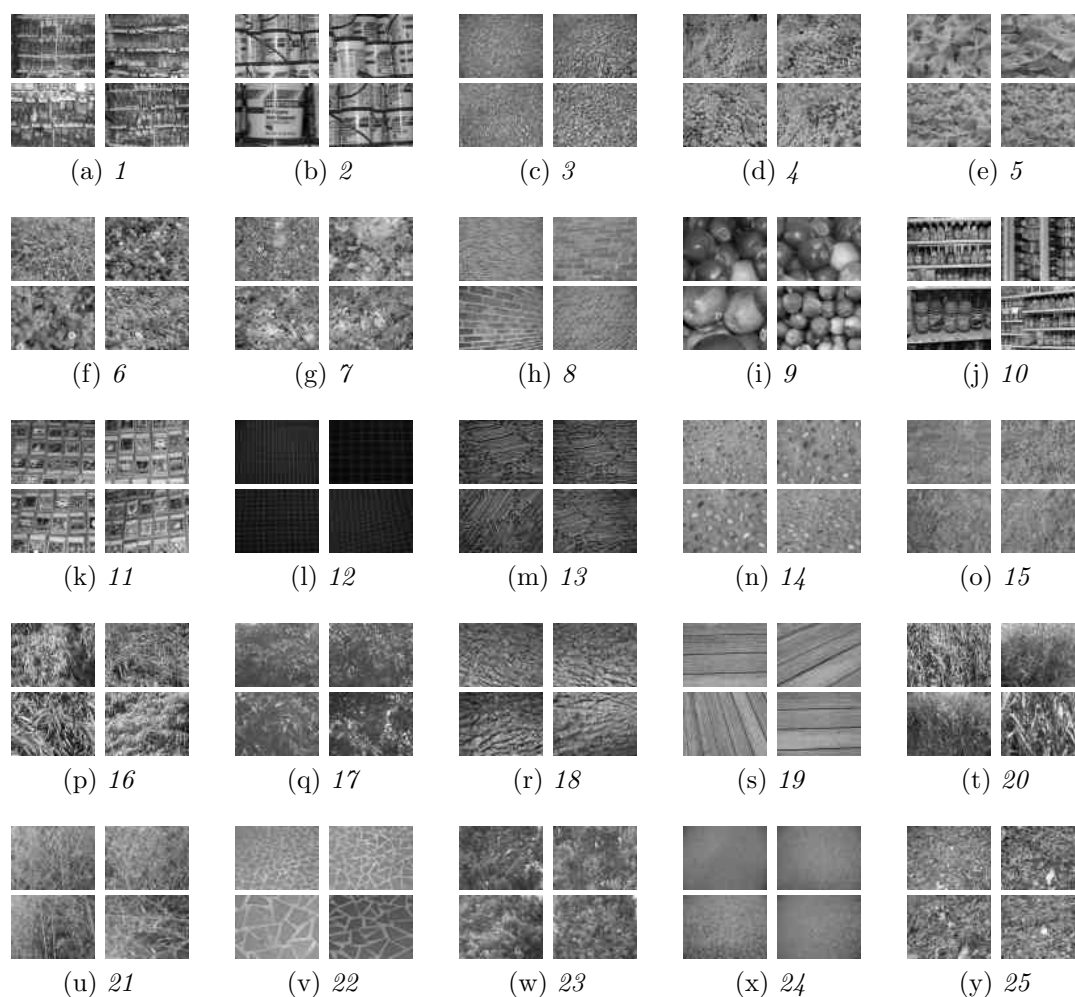 (a) 1 (b) 2 (c) 3 (d) 4 (e) 5
(f) 6 (g) 7 (h) 8 (i) 9 (j) 10
(k) 11 (l) 12 (m) 13 (n) 14 (o) 15
(p) 16 (q) 17 (r) 18 (s) 19 (t) 20
(u) 21 (v) 22 (w) 23 (x) 24 (y) 25